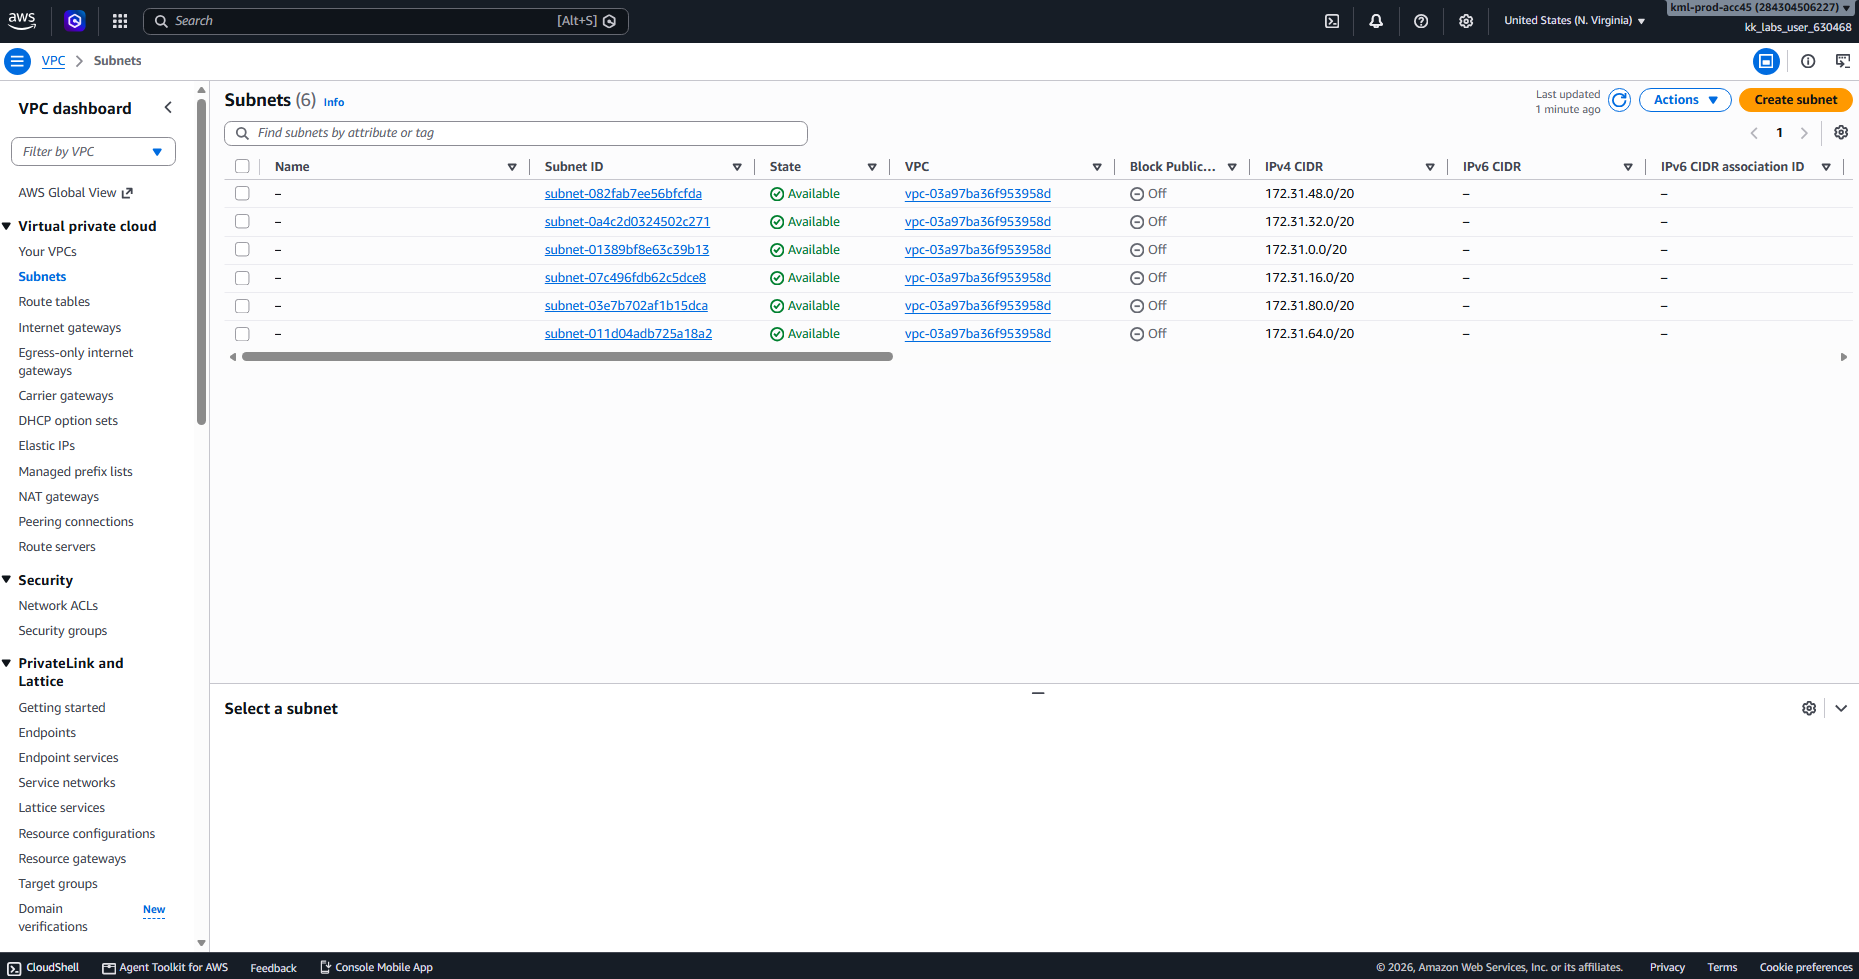 aws
Search [Alt+S]
United States (N. Virginia)
kml-prod-acc45 (284304506227)
kk_labs_user_630468
VPC Subnets
VPC dashboard
Filter by VPC
AWS Global View
Virtual private cloud
Your VPCs
Subnets
Route tables
Internet gateways
Egress-only internet
gateways
Carrier gateways
DHCP option sets
Elastic IPs
Managed prefix lists
NAT gateways
Peering connections
Route servers
Security
Network ACLs
Security groups
PrivateLink and
Lattice
Getting started
Endpoints
Endpoint services
Service networks
Lattice services
Resource configurations
Resource gateways
Target groups
Domain New
verifications
Subnets (6) Info
Last updated
1 minute ago
Actions
Create subnet
Find subnets by attribute or tag
1
Name Subnet ID State VPC Block Public... IPv4 CIDR IPv6 CIDR IPv6 CIDR association ID
– subnet-082fab7ee56bfcfda Available vpc-03a97ba36f953958d Off 172.31.48.0/20 – –
– subnet-0a4c2d0324502c271 Available vpc-03a97ba36f953958d Off 172.31.32.0/20 – –
– subnet-01389bf8e63c39b13 Available vpc-03a97ba36f953958d Off 172.31.0.0/20 – –
– subnet-07c496fdb62c5dce8 Available vpc-03a97ba36f953958d Off 172.31.16.0/20 – –
– subnet-03e7b702af1b15dca Available vpc-03a97ba36f953958d Off 172.31.80.0/20 – –
– subnet-011d04adb725a18a2 Available vpc-03a97ba36f953958d Off 172.31.64.0/20 – –
Select a subnet
CloudShell Agent Toolkit for AWS Feedback Console Mobile App © 2026, Amazon Web Services, Inc. or its affiliates. Privacy Terms Cookie preferences